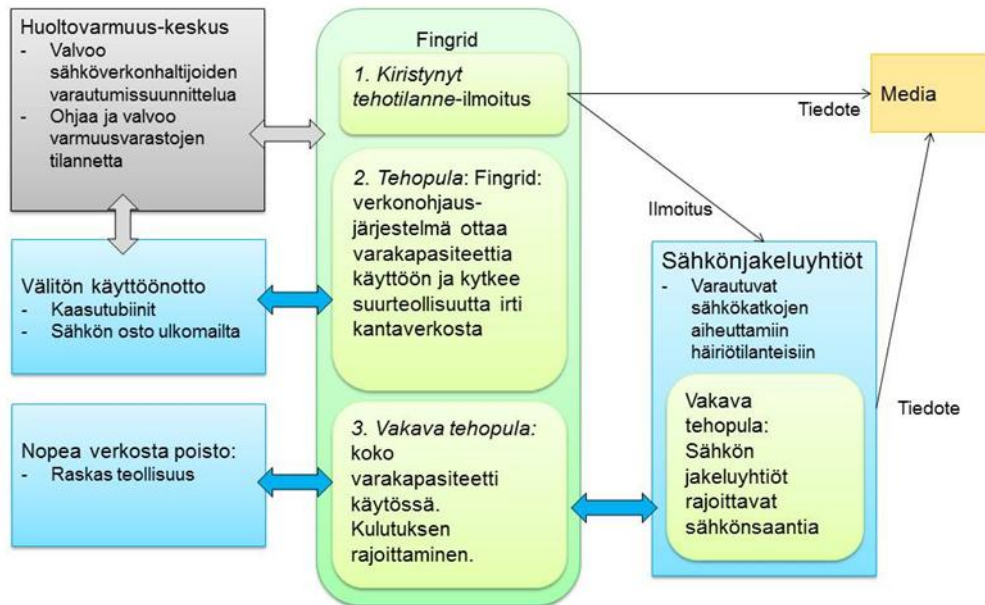 Huoltovarmuus-keskus
- Valvoo
sähköverkonhaltijoiden
varautumissuunnittelua
- Ohjaa ja valvoo
varmuusvarastojen
tilannetta
Välitön käyttöönotto
- Kaasutubiinit
- Sähkön osto ulkomailta
Nopea verkosta poisto:
- Raskas teollisuus
Fingrid
1. Kiristynyt
tehotilanne-ilmoitus
2. Tehopula: Fingrid:
verkonohjaus-
järjestelmä ottaa
varakapasiteettia
käyttöön ja kytkee
suurteollisuutta irti
kantaverkosta
3. Vakava tehopula:
koko
varakapasiteetti
käytössä.
Kulutuksen
rajoittaminen.
Tiedote
Media
Ilmoitus
Sähkönjakeluyhtiöt
- Varautuvat
sähkökatkojen
aiheuttamiin
häiriötilanteisiin
Vakava
tehopula:
Sähkön
jakeluyhtiöt
rajoittavat
sähkönsaantia
Tiedote